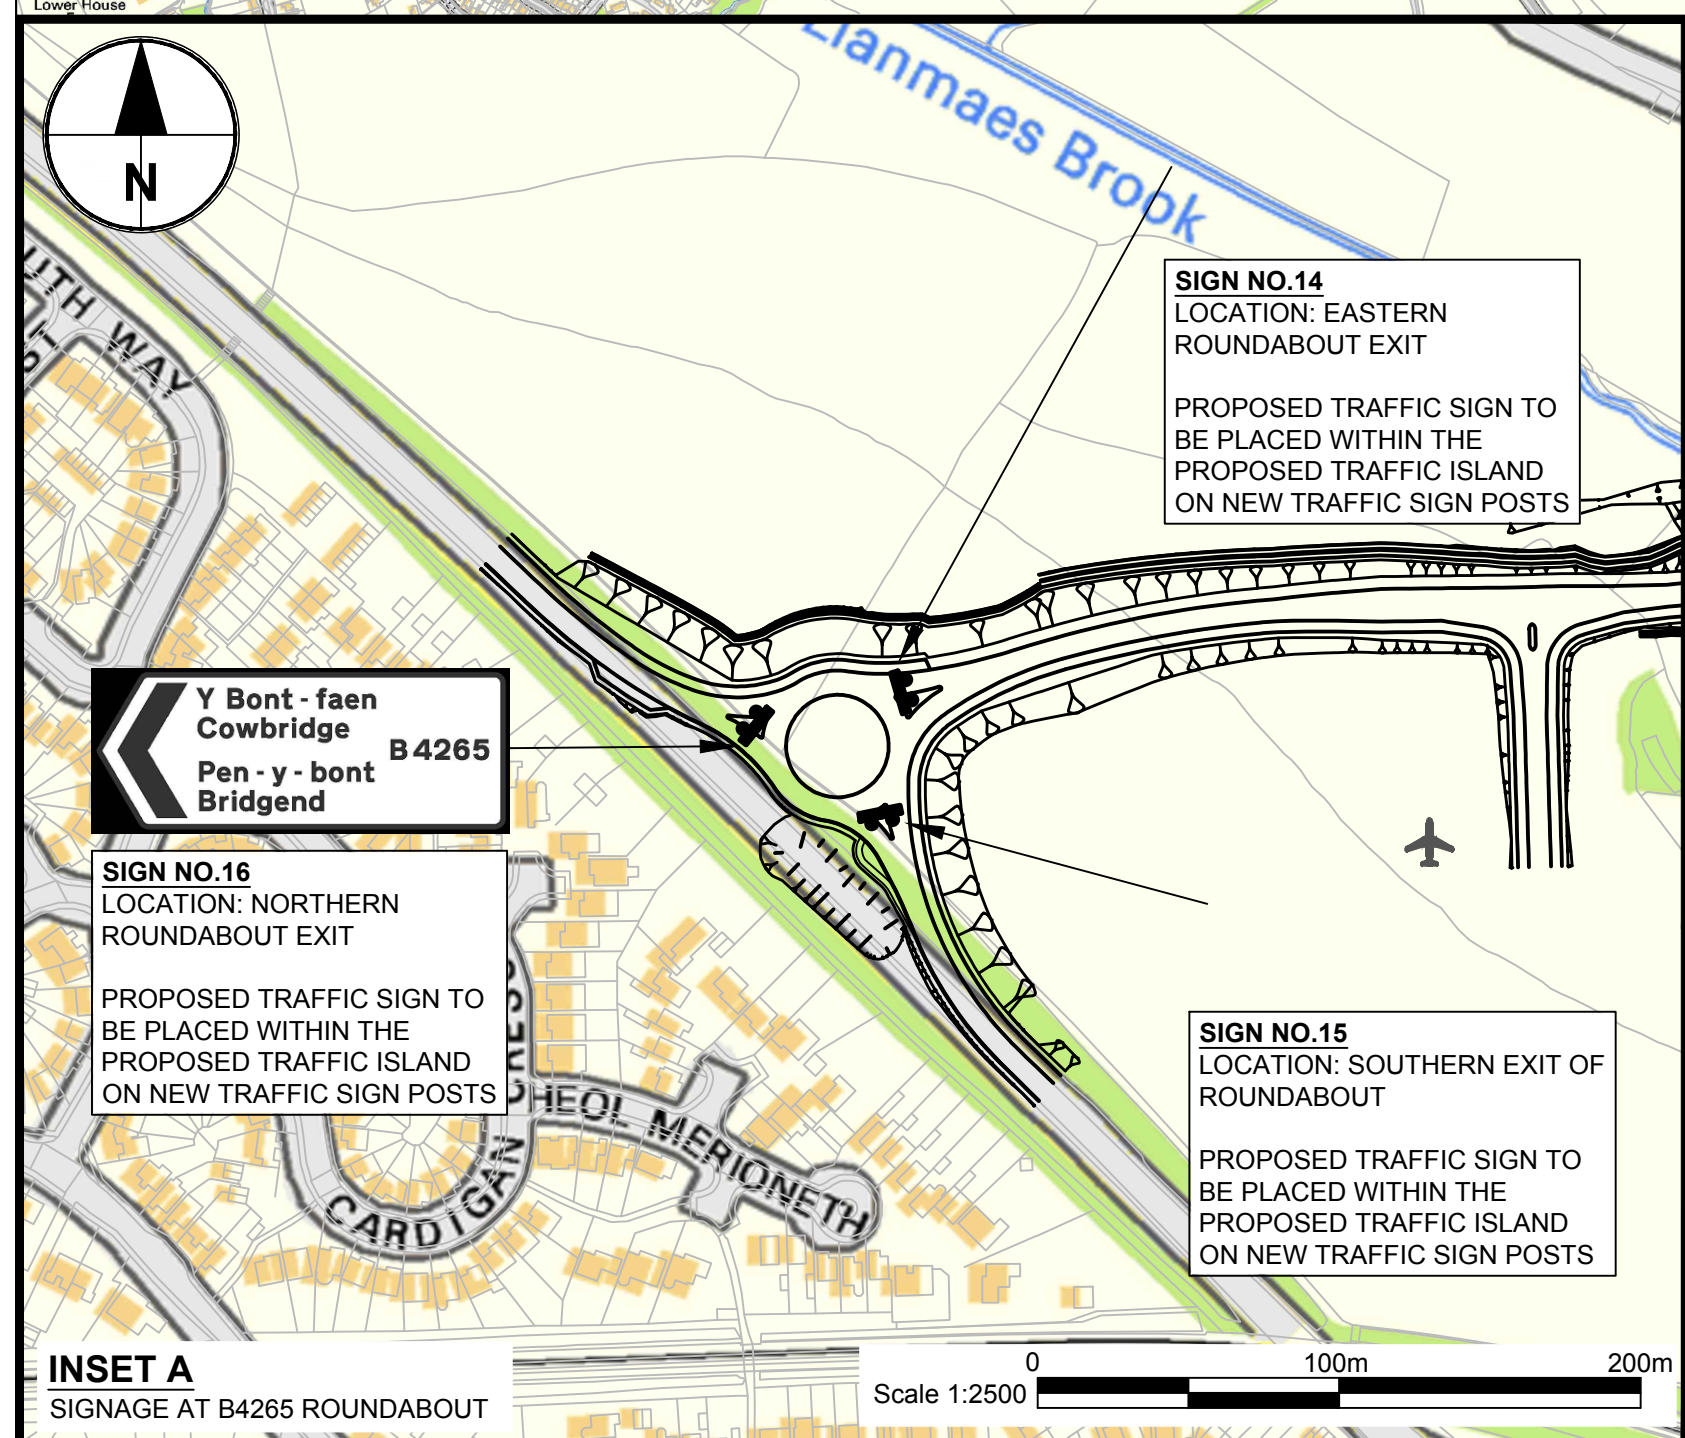 Lower House
Llanmaes Brook
N
UTH WAY
SIGN NO.14
LOCATION: EASTERN
ROUNDABOUT EXIT
PROPOSED TRAFFIC SIGN TO
BE PLACED WITHIN THE
PROPOSED TRAFFIC ISLAND
ON NEW TRAFFIC SIGN POSTS
Y Bont - faen
Cowbridge
B4265
Pen - y - bont
Bridgend
SIGN NO.16
LOCATION: NORTHERN
ROUNDABOUT EXIT
PROPOSED TRAFFIC SIGN TO
BE PLACED WITHIN THE
PROPOSED TRAFFIC ISLAND
ON NEW TRAFFIC SIGN POSTS
SIGN NO.15
LOCATION: SOUTHERN EXIT OF
ROUNDABOUT
PROPOSED TRAFFIC SIGN TO
BE PLACED WITHIN THE
PROPOSED TRAFFIC ISLAND
ON NEW TRAFFIC SIGN POSTS
HEOL MERIONETH
CARDIGAN CRESC
INSET A
SIGNAGE AT B4265 ROUNDABOUT
0 100m 200m
Scale 1:2500